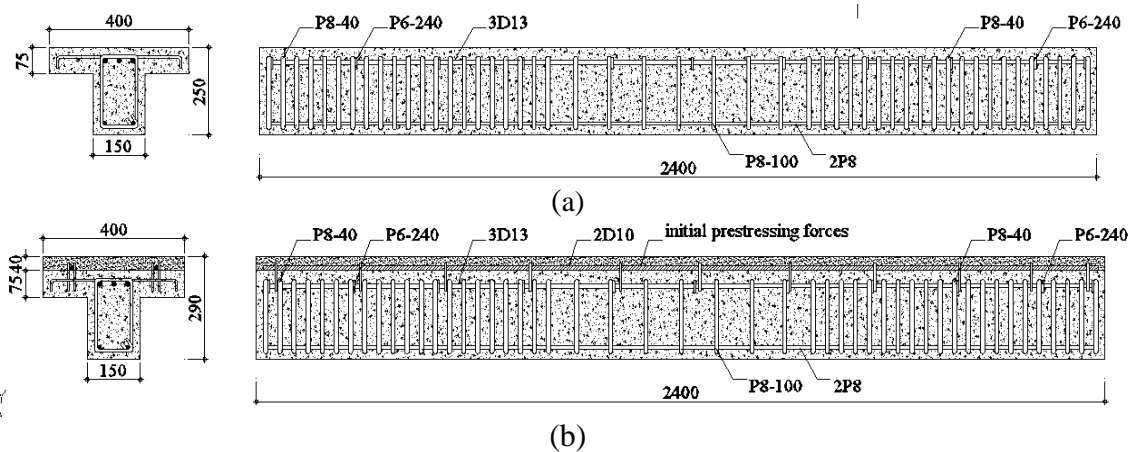 400
P8-40 P6-240 3D13 P8-40 P6-240
75
250
150
P8-100 2P8
2400
(a)
400
P8-40 P6-240 3D13 2D10 initial prestressing forces P8-40 P6-240
75 40
290
150
P8-100 2P8
2400
(b)